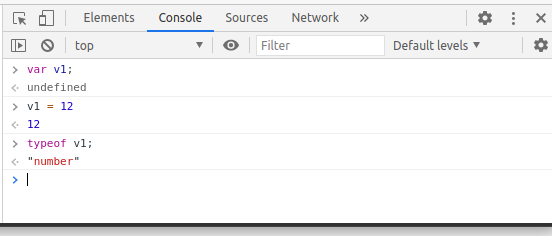 Elements Console Sources Network »
top ▼ Filter Default levels ▼
> var v1;
<· undefined
> v1 = 12
<· 12
> typeof v1;
<· "number"
>